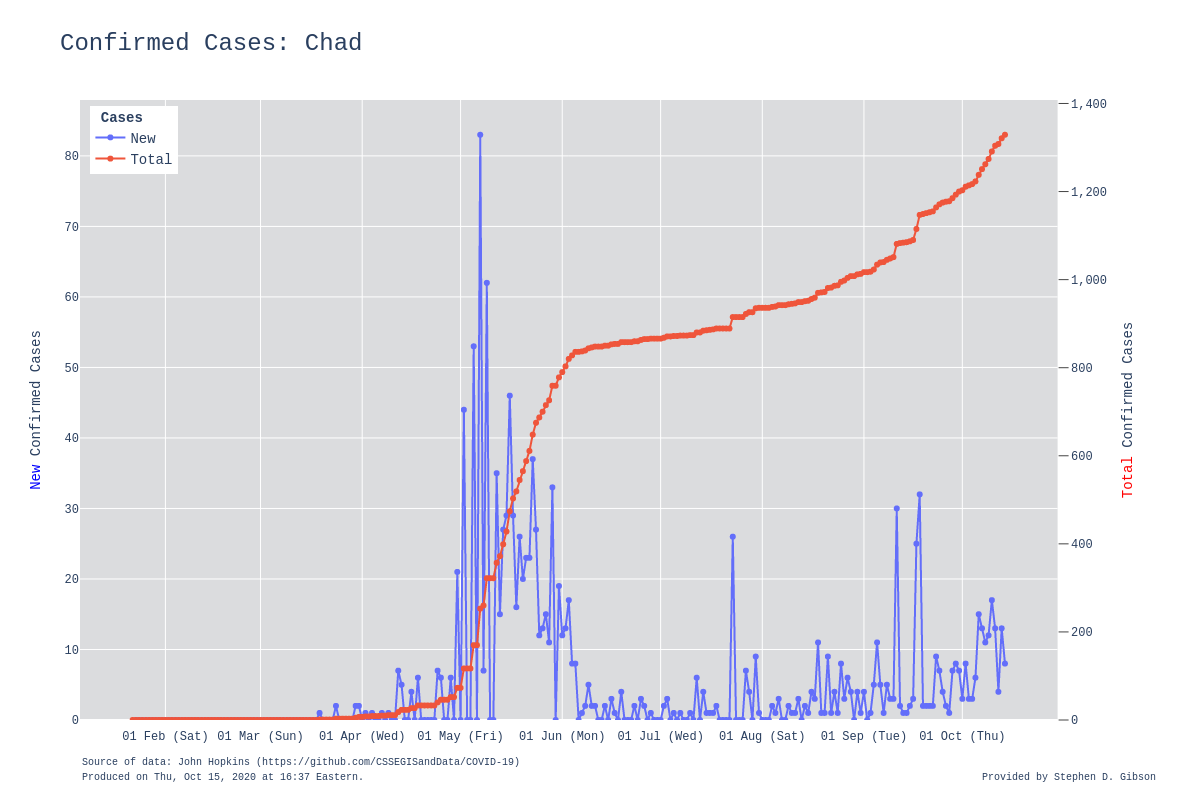 Confirmed Cases: Chad
Cases
New
Total
80
70
60
50
40
30
20
10
0
New Confirmed Cases
1,400
1,200
1,000
800
600
400
200
0
Total Confirmed Cases
01 Feb (Sat) 01 Mar (Sun) 01 Apr (Wed) 01 May (Fri) 01 Jun (Mon) 01 Jul (Wed) 01 Aug (Sat) 01 Sep (Tue) 01 Oct (Thu)
Source of data: John Hopkins (https://github.com/CSSEGISandData/COVID-19)
Produced on Thu, Oct 15, 2020 at 16:37 Eastern.
Provided by Stephen D. Gibson